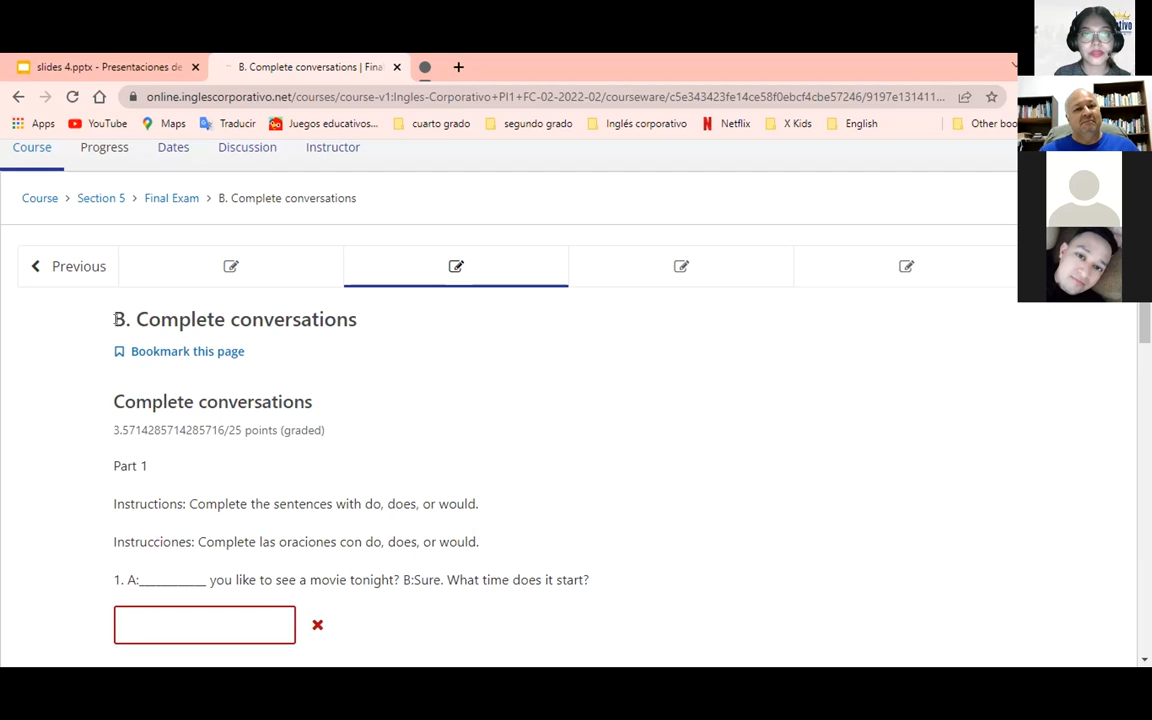 slides 4.pptx - Presentaciones de
B. Complete conversations | Fina
online.inglescorporativo.net/courses/course-v1:Ingles-Corporativo+PI1+FC-02-2022-02/courseware/c5e343423fe14ce58f0ebcf4cbe57246/9197e131411...
Apps YouTube Maps Traducir Juegos educativos... cuarto grado segundo grado Inglés corporativo Netflix X Kids English Other boo
Course Progress Dates Discussion Instructor
Course > Section 5 > Final Exam > B. Complete conversations
Previous
B. Complete conversations
Bookmark this page
Complete conversations
3.5714285714285716/25 points (graded)
Part 1
Instructions: Complete the sentences with do, does, or would.
Instrucciones: Complete las oraciones con do, does, or would.
1. A:____________ you like to see a movie tonight? B:Sure. What time does it start?